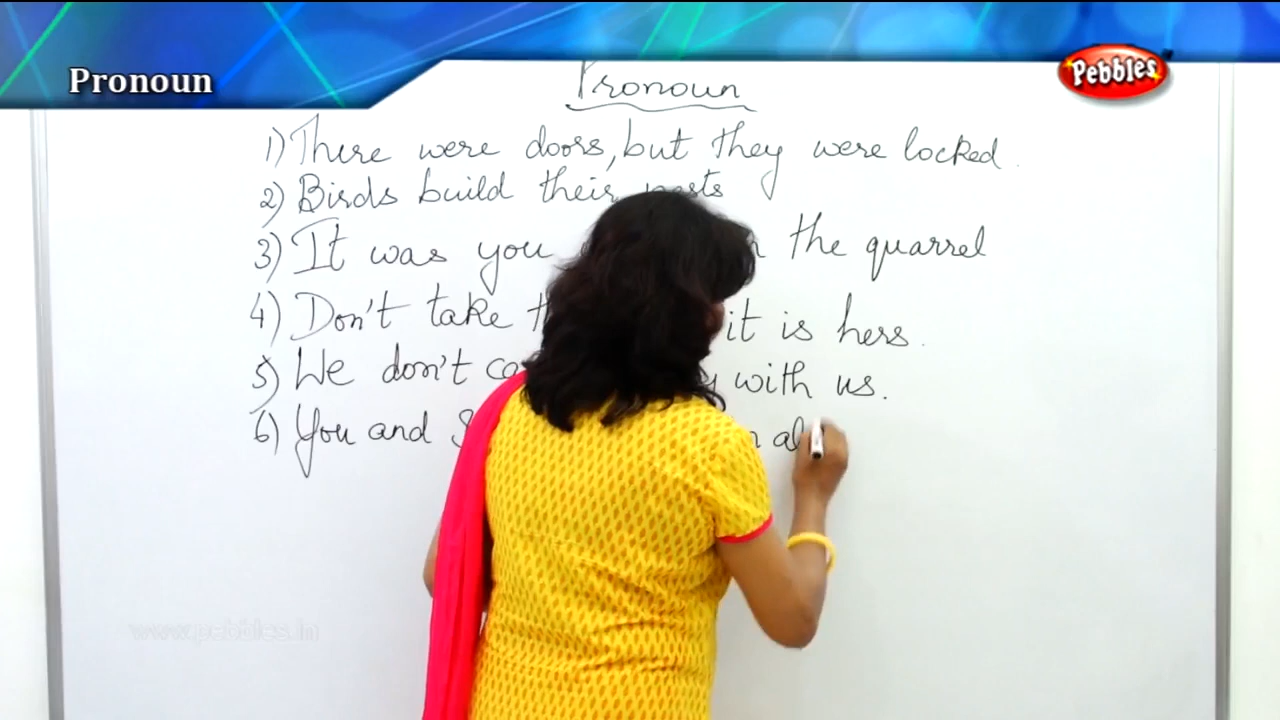 Pronoun
Pebbles
Pronoun
1) There were doors, but they were locked.
2) Birds build their nests
3) It was you the quarrel
4) Don't take it is hers.
5) We don't with us.
6) You and
www.pebbles.in